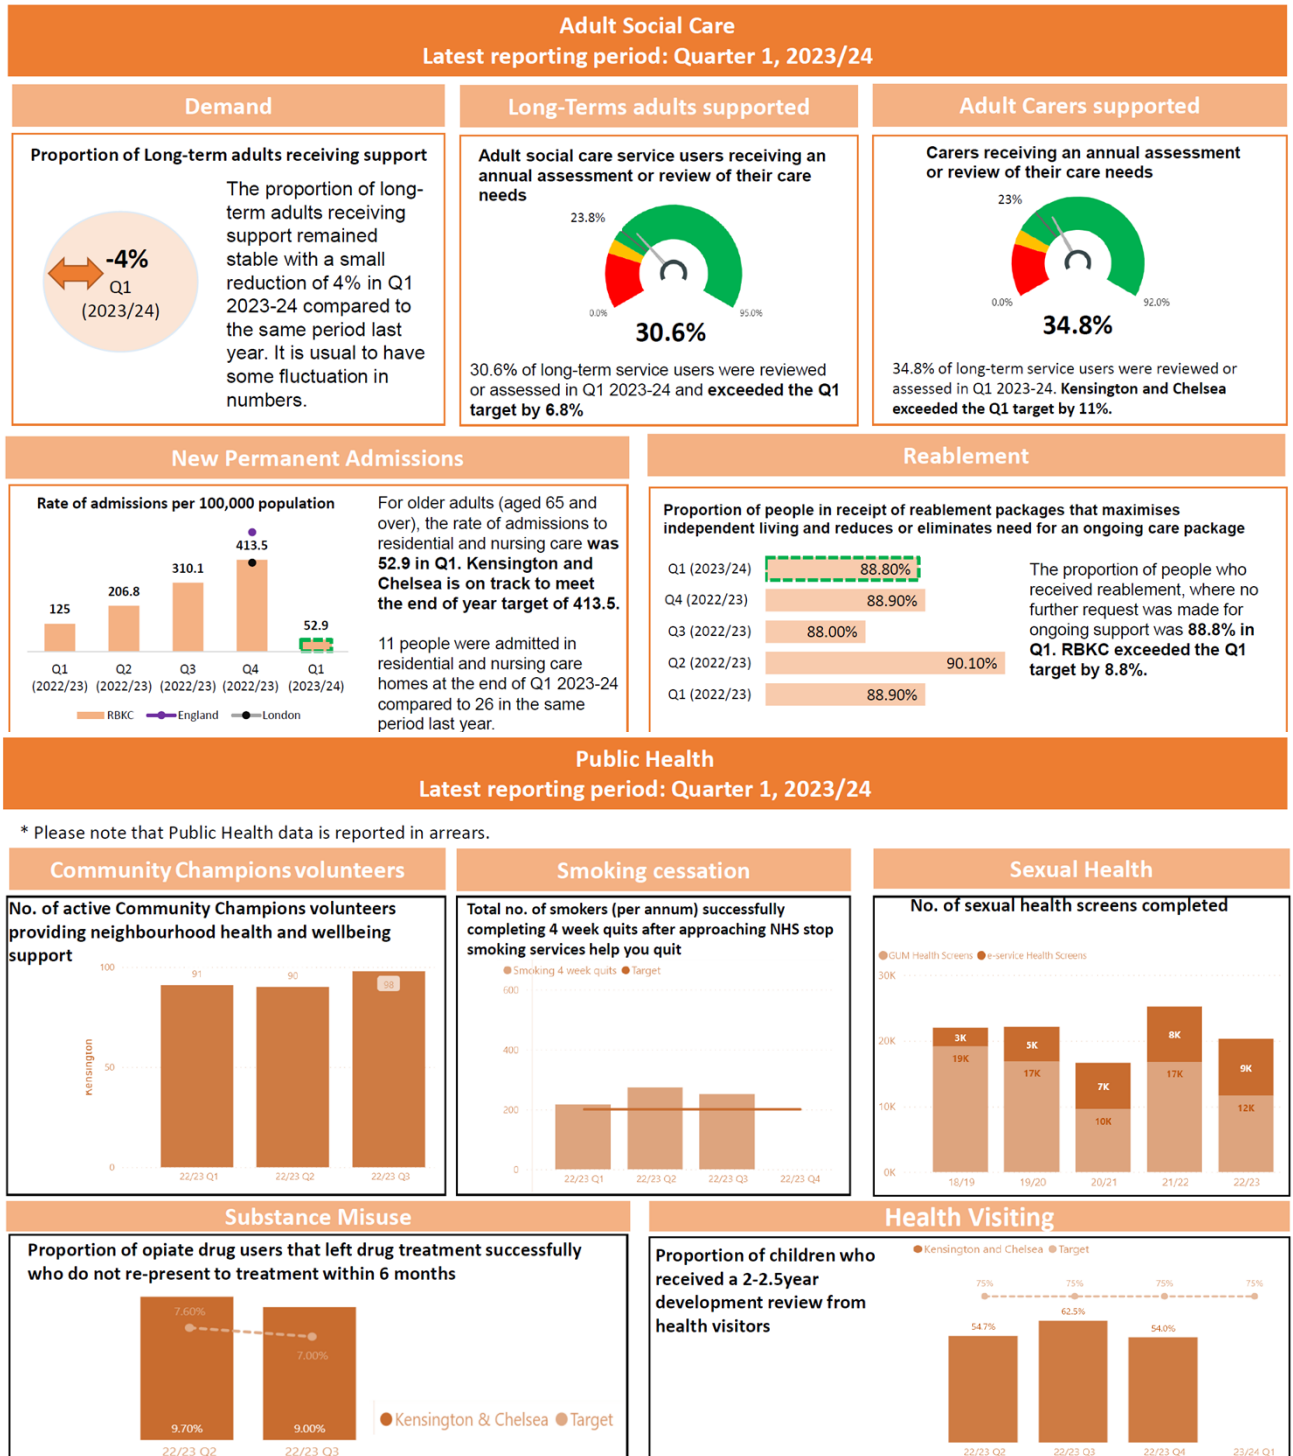 Adult Social Care
Latest reporting period: Quarter 1, 2023/24
Demand
Proportion of Long-term adults receiving support
-4%
Q1
(2023/24)
The proportion of long-
term adults receiving
support remained
stable with a small
reduction of 4% in Q1
2023-24 compared to
the same period last
year. It is usual to have
some fluctuation in
numbers.
Long-Terms adults supported
Adult social care service users receiving an
annual assessment or review of their care
needs
23.8%
0.0%
95.0%
30.6%
30.6% of long-term service users were reviewed
or assessed in Q1 2023-24 and exceeded the Q1
target by 6.8%
Adult Carers supported
Carers receiving an annual assessment
or review of their care needs
23%
0.0%
92.0%
34.8%
34.8% of long-term service users were reviewed or
assessed in Q1 2023-24. Kensington and Chelsea
exceeded the Q1 target by 11%.
New Permanent Admissions
Rate of admissions per 100,000 population
125
206.8
310.1
413.5
52.9
Q1 Q2 Q3 Q4 Q1
(2022/23) (2022/23) (2022/23) (2022/23) (2023/24)
RBKC England London
For older adults (aged 65 and
over), the rate of admissions to
residential and nursing care was
52.9 in Q1. Kensington and
Chelsea is on track to meet
the end of year target of 413.5.
11 people were admitted in
residential and nursing care
homes at the end of Q1 2023-24
compared to 26 in the same
period last year.
Reablement
Proportion of people in receipt of reablement packages that maximises
independent living and reduces or eliminates need for an ongoing care package
Q1 (2023/24) 88.80%
Q4 (2022/23) 88.90%
Q3 (2022/23) 88.00%
Q2 (2022/23) 90.10%
Q1 (2022/23) 88.90%
The proportion of people who
received reablement, where no
further request was made for
ongoing support was 88.8% in
Q1. RBKC exceeded the Q1
target by 8.8%.
Public Health
Latest reporting period: Quarter 1, 2023/24
* Please note that Public Health data is reported in arrears.
Community Champions volunteers
No. of active Community Champions volunteers
providing neighbourhood health and wellbeing
support
100
50
0
Kensington
91
90
98
22/23 Q1 22/23 Q2 22/23 Q3
Smoking cessation
Total no. of smokers (per annum) successfully
completing 4 week quits after approaching NHS stop
smoking services help you quit
Smoking 4 week quits Target
600
400
200
0
22/23 Q1 22/23 Q2 22/23 Q3 22/23 Q4
Sexual Health
No. of sexual health screens completed
GUM Health Screens e-service Health Screens
30K
20K
10K
0K
3K
19K
5K
17K
7K
10K
8K
17K
9K
12K
18/19 19/20 20/21 21/22 22/23
Substance Misuse
Proportion of opiate drug users that left drug treatment successfully
who do not re-present to treatment within 6 months
7.60%
7.00%
9.70% 9.00%
22/23 Q2 22/23 Q3
Kensington & Chelsea Target
Health Visiting
Proportion of children who
received a 2-2.5year
development review from
health visitors
Kensington and Chelsea Target
75% 75% 75% 75%
54.7% 62.5% 54.0%
22/23 Q2 22/23 Q3 22/23 Q4 23/24 Q1